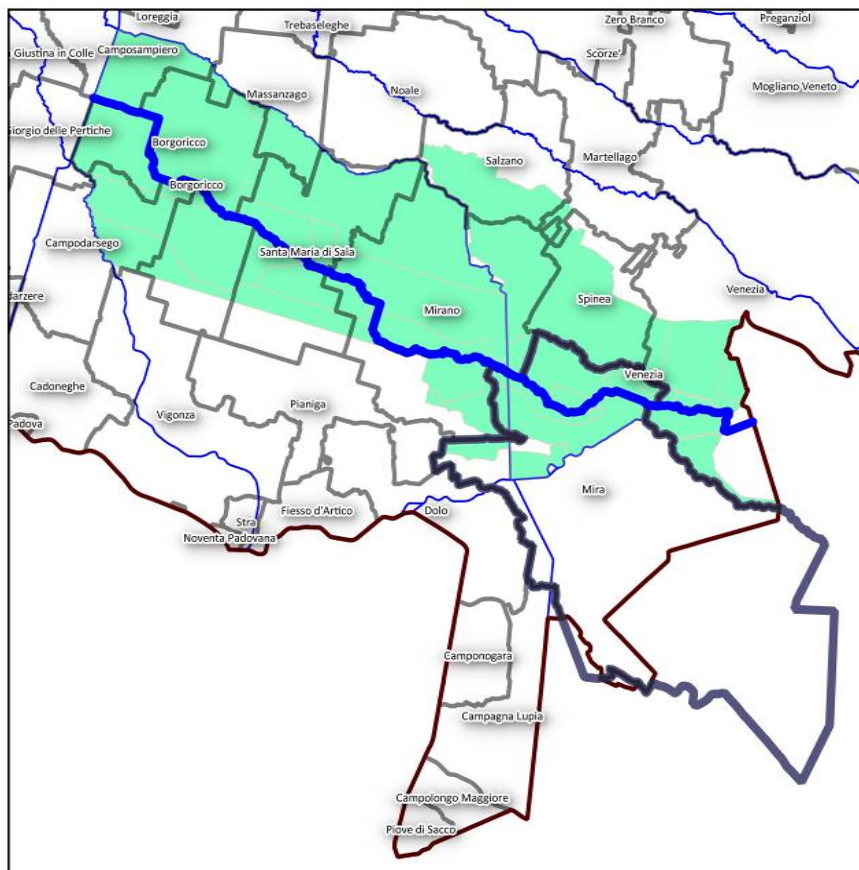 Loreggia
Trebaseleghe
Zero Branco
Preganziol
Giustina in Colle
Camposampiero
Scorze'
Massanzago
Noale
Mogliano Veneto
Giorgio delle Pertiche
Borgoricco
Salzano
Martellago
Borgoricco
Campodarsego
Santa Maria di Sala
Venezia
darzere
Mirano
Spinea
Venezia
Cadoneghe
Vigonza
Pianiga
Padova
Mira
Stra
Fiesso d'Artico
Dolo
Noventa Padovana
Camponogara
Campagna Lupia
Campolongo Maggiore
Piove di Sacco